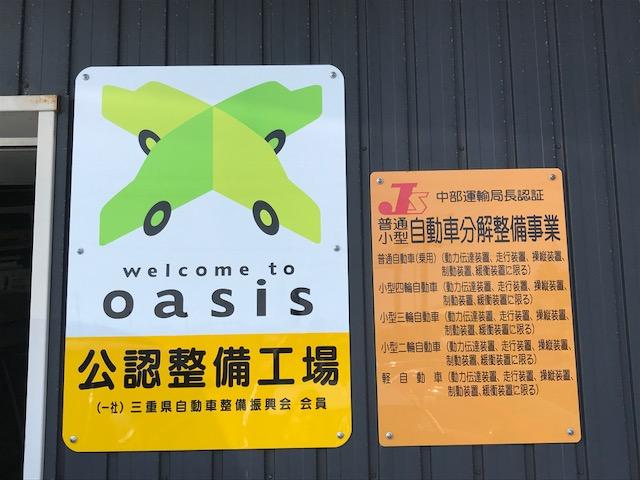 welcome to
oasis
公認整備工場
(一社) 三重県自動車整備振興会 会員
JS 中部運輸局長認証
普通
小型 自動車分解整備事業
普通自動車(乗用) (動力伝達装置、走行装置、操縦装置、
制動装置、緩衝装置に限る)
小型四輪自動車 (動力伝達装置、走行装置、操縦装置、
制動装置、緩衝装置に限る)
小型三輪自動車 (動力伝達装置、走行装置、操縦装置、
制動装置、緩衝装置に限る)
小型二輪自動車 (動力伝達装置、走行装置、操縦装置、
制動装置、緩衝装置に限る)
軽自動車 (動力伝達装置、走行装置、操縦装置、
制動装置、緩衝装置に限る)